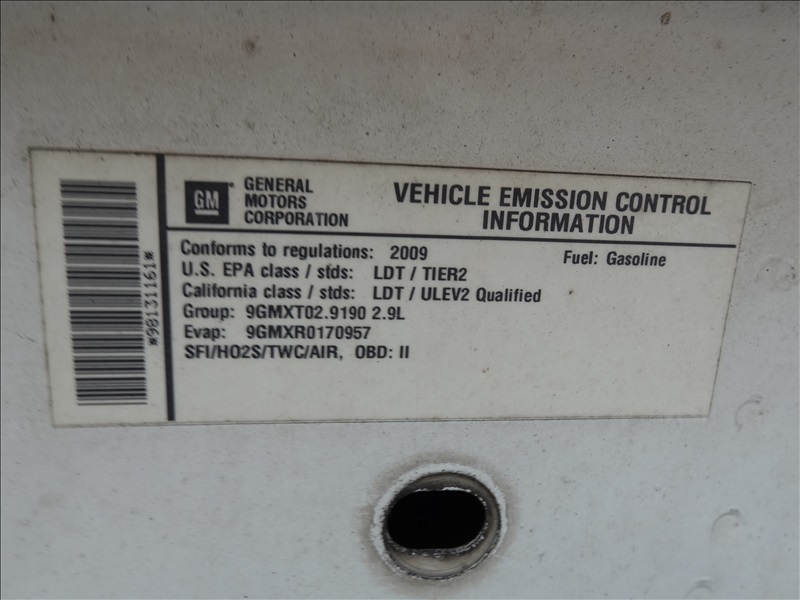 *98131161*
GM
GENERAL
MOTORS
CORPORATION
VEHICLE EMISSION CONTROL
INFORMATION
Conforms to regulations: 2009
Fuel: Gasoline
U.S. EPA class / stds: LDT / TIER2
California class / stds: LDT / ULEV2 Qualified
Group: 9GMXT02.9190 2.9L
Evap: 9GMXR0170957
SFI/HO2S/TWC/AIR, OBD: II